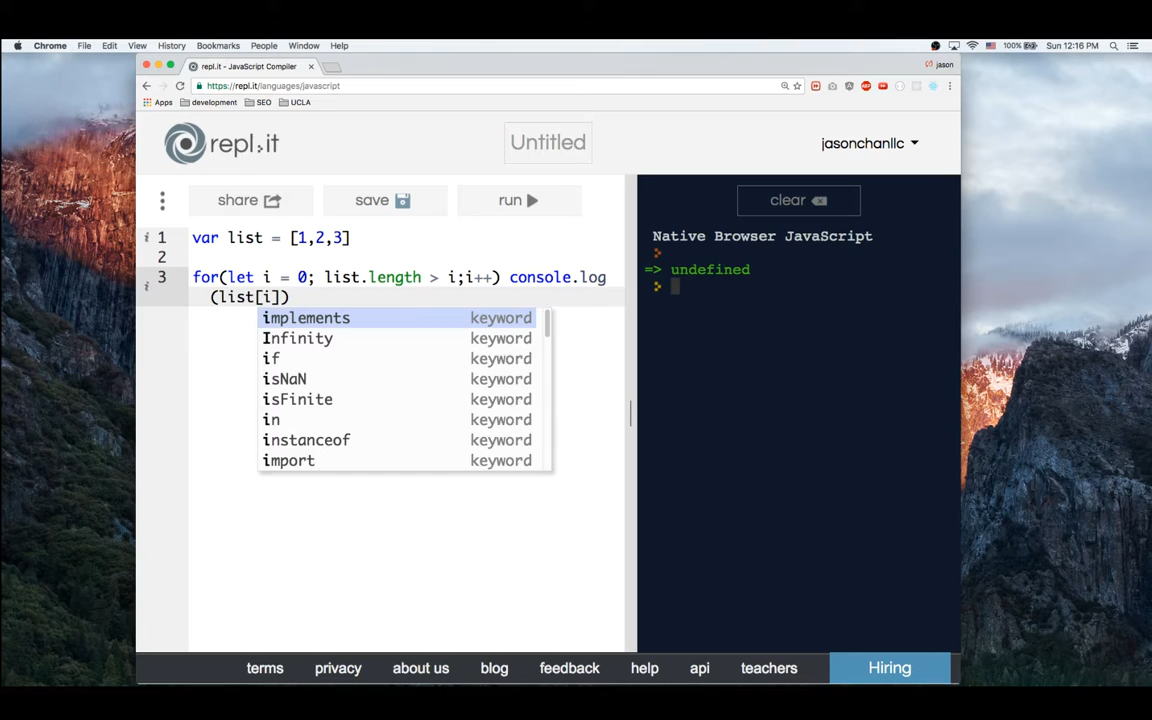 Chrome File Edit View History Bookmarks People Window Help 100% Sun 12:16 PM
repl.it - JavaScript Compiler jason
https://repl.it/languages/javascript
Apps development SEO UCLA
repl.it Untitled jasonchanllc
share save run clear
i 1 var list = [1,2,3]
2
3 for(let i = 0; list.length > i;i++) console.log
i (list[i])
implements keyword
Infinity keyword
if keyword
isNaN keyword
isFinite keyword
in keyword
instanceof keyword
import keyword
Native Browser JavaScript
=> undefined
terms privacy about us blog feedback help api teachers Hiring